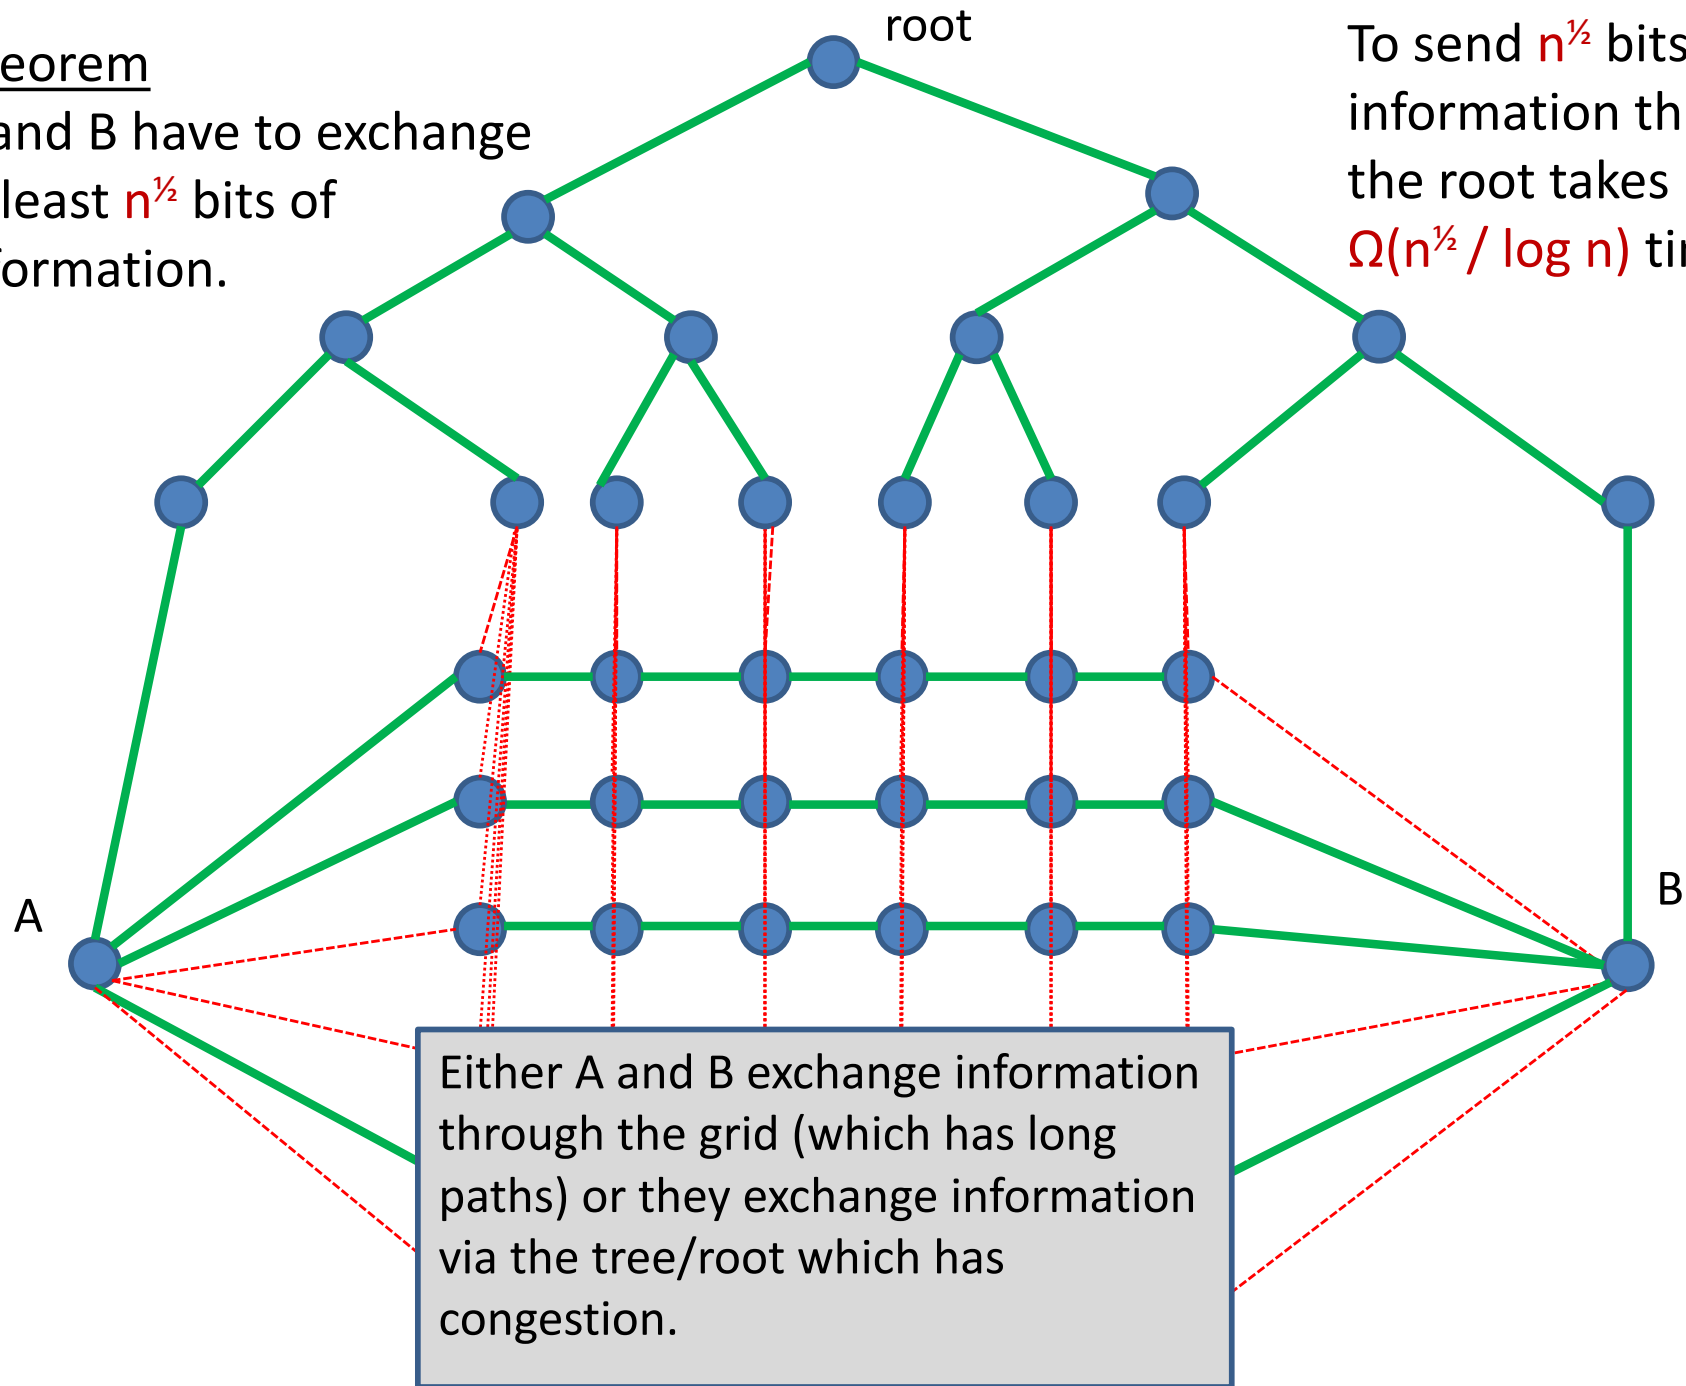 root
eorem
and B have to exchange
least n½ bits of
formation.
To send n½ bits
information th
the root takes
Ω(n½ / log n) ti
A
B
Either A and B exchange information
through the grid (which has long
paths) or they exchange information
via the tree/root which has
congestion.